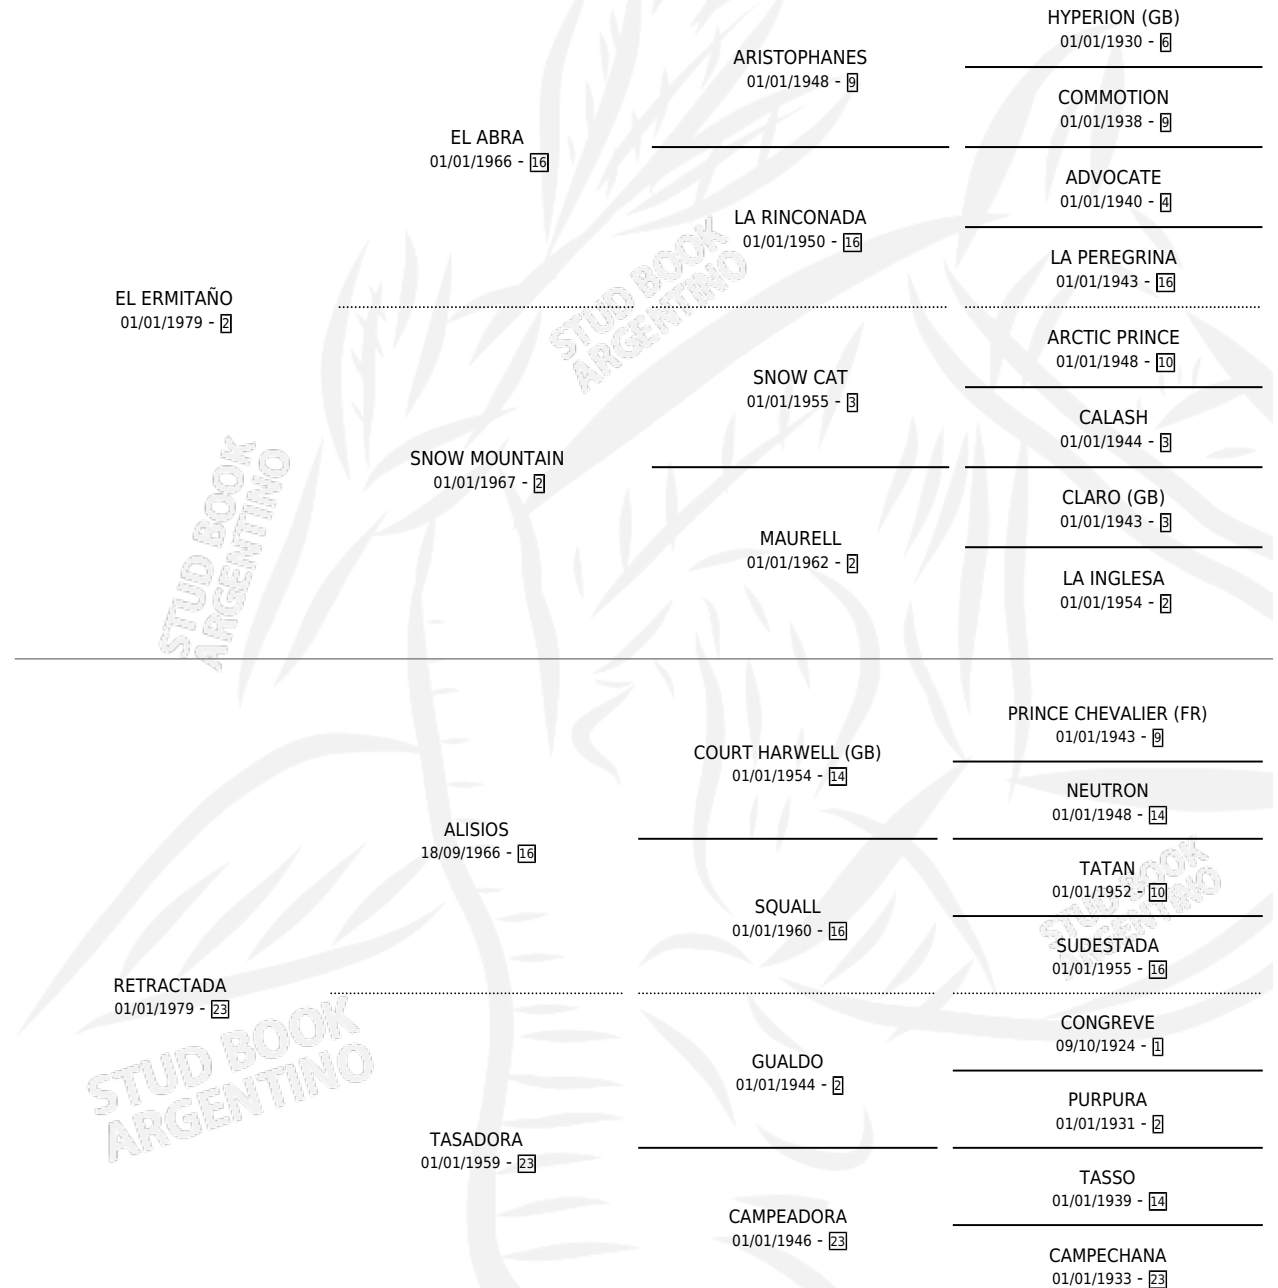 HYPERION (GB)
01/01/1930 - 6
ARISTOPHANES
01/01/1948 - 9
COMMOTION
01/01/1938 - 9
EL ABRA
01/01/1966 - 16
ADVOCATE
01/01/1940 - 4
LA RINCONADA
01/01/1950 - 16
LA PEREGRINA
01/01/1943 - 16
EL ERMITAÑO
01/01/1979 - 2
ARCTIC PRINCE
01/01/1948 - 10
SNOW CAT
01/01/1955 - 3
CALASH
01/01/1944 - 3
SNOW MOUNTAIN
01/01/1967 - 2
CLARO (GB)
01/01/1943 - 3
MAURELL
01/01/1962 - 2
LA INGLESA
01/01/1954 - 2
PRINCE CHEVALIER (FR)
01/01/1943 - 9
COURT HARWELL (GB)
01/01/1954 - 14
NEUTRON
01/01/1948 - 14
ALISIOS
18/09/1966 - 16
TATAN
01/01/1952 - 10
SQUALL
01/01/1960 - 16
SUDESTADA
01/01/1955 - 16
RETRACTADA
01/01/1979 - 23
CONGREVE
09/10/1924 - 1
GUALDO
01/01/1944 - 2
PURPURA
01/01/1931 - 2
TASADORA
01/01/1959 - 23
TASSO
01/01/1939 - 14
CAMPEADORA
01/01/1946 - 23
CAMPECHANA
01/01/1933 - 23
STUD BOOK
ARGENTINO
STUD BOOK
ARGENTINO
STUD BOOK
ARGENTINO
STUD BOOK
ARGENTINO